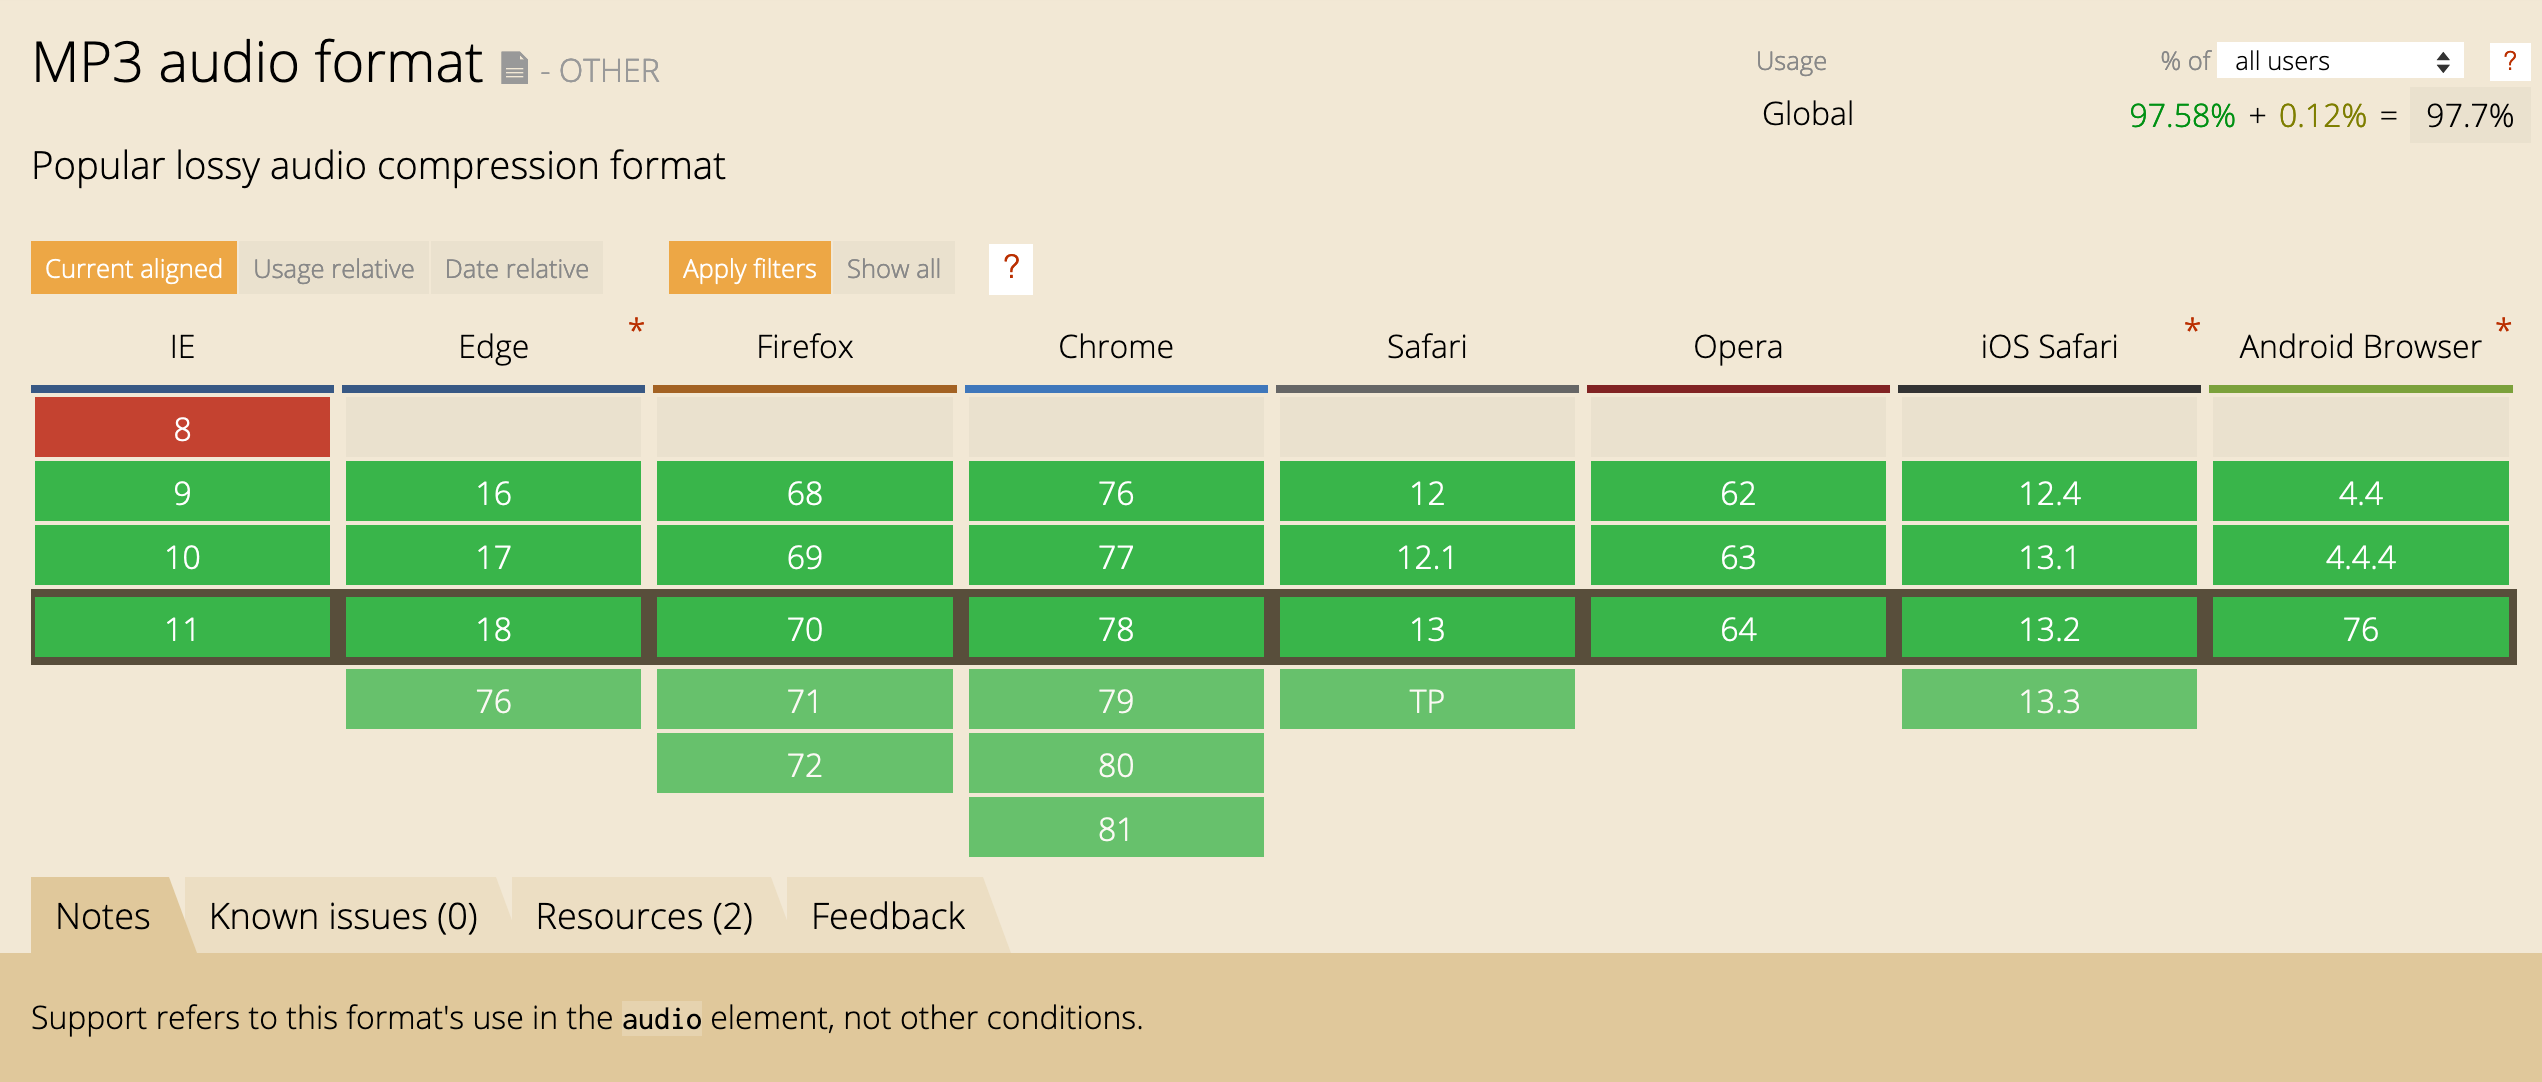 MP3 audio format - OTHER
Usage % of all users ?
Global 97.58% + 0.12% = 97.7%
Popular lossy audio compression format
Current aligned Usage relative Date relative Apply filters Show all ?
IE Edge * Firefox Chrome Safari Opera iOS Safari * Android Browser *
8
9 16 68 76 12 62 12.4 4.4
10 17 69 77 12.1 63 13.1 4.4.4
11 18 70 78 13 64 13.2 76
76 71 79 TP 13.3
72 80
81
Notes Known issues (0) Resources (2) Feedback
Support refers to this format's use in the audio element, not other conditions.